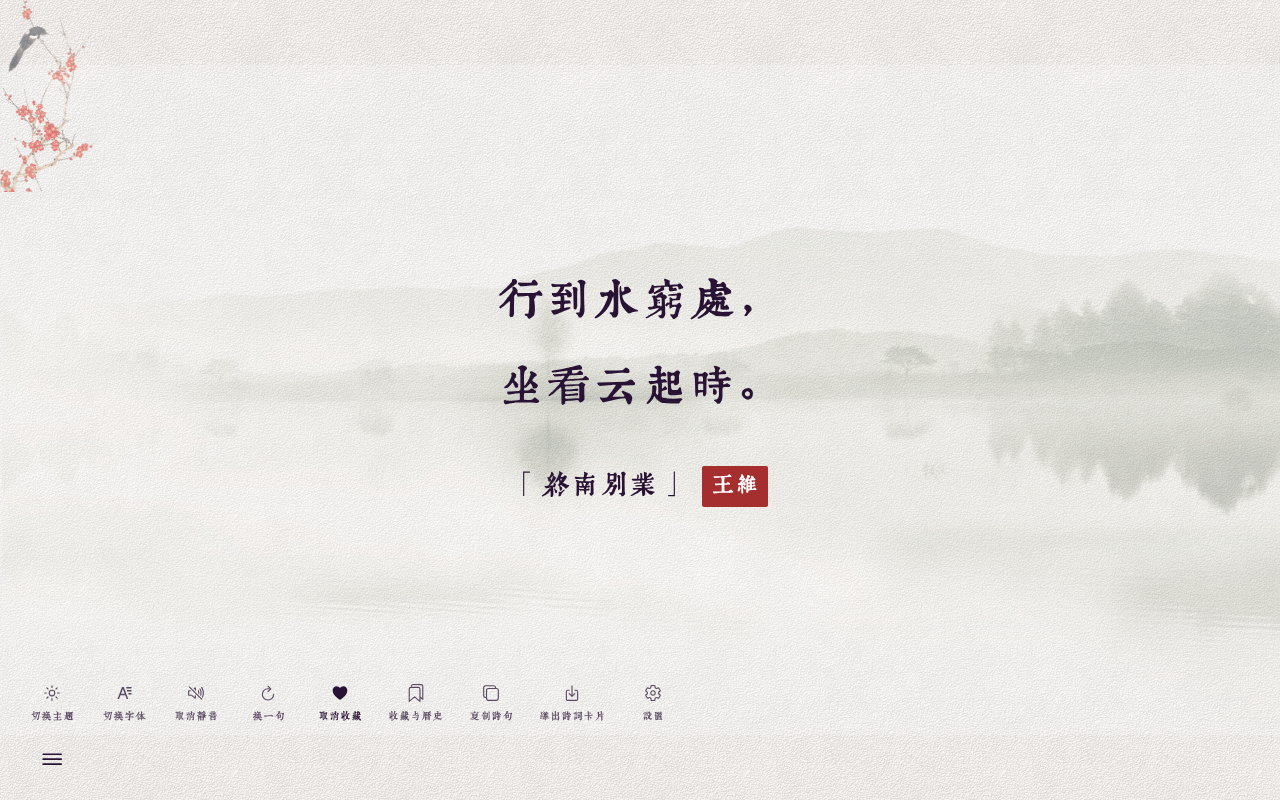 行到水窮處，
坐看云起時。
「終南別業」 王維
切換主題 切換字体 取消靜音 換一句 取消收藏 收藏与曆史 复制詩句 導出詩詞卡片 設置